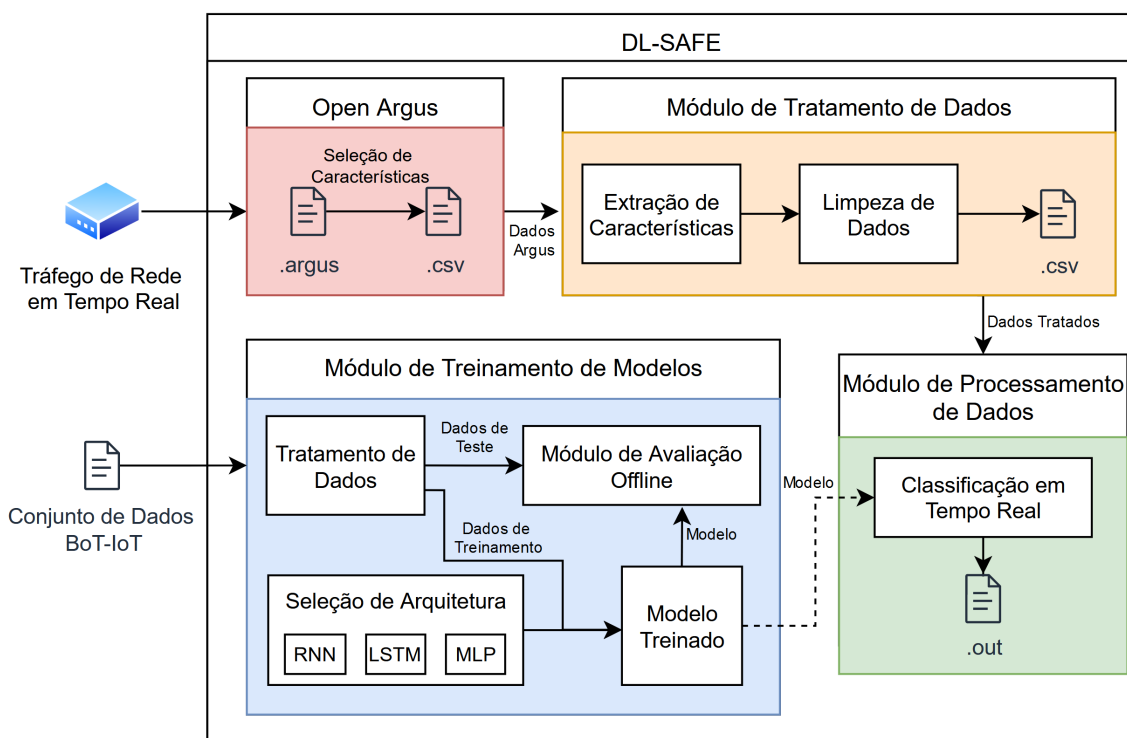 DL-SAFE
Open Argus
Seleção de
Características
.argus
.csv
Dados
Argus
Módulo de Tratamento de Dados
Extração de
Características
Limpeza de
Dados
.csv
Tráfego de Rede
em Tempo Real
Dados Tratados
Módulo de Treinamento de Modelos
Tratamento de
Dados
Dados de
Teste
Módulo de Avaliação
Offline
Dados de
Treinamento
Modelo
Seleção de Arquitetura
RNN
LSTM
MLP
Modelo
Treinado
Conjunto de Dados
BoT-IoT
Modelo
Módulo de Processamento
de Dados
Classificação em
Tempo Real
.out